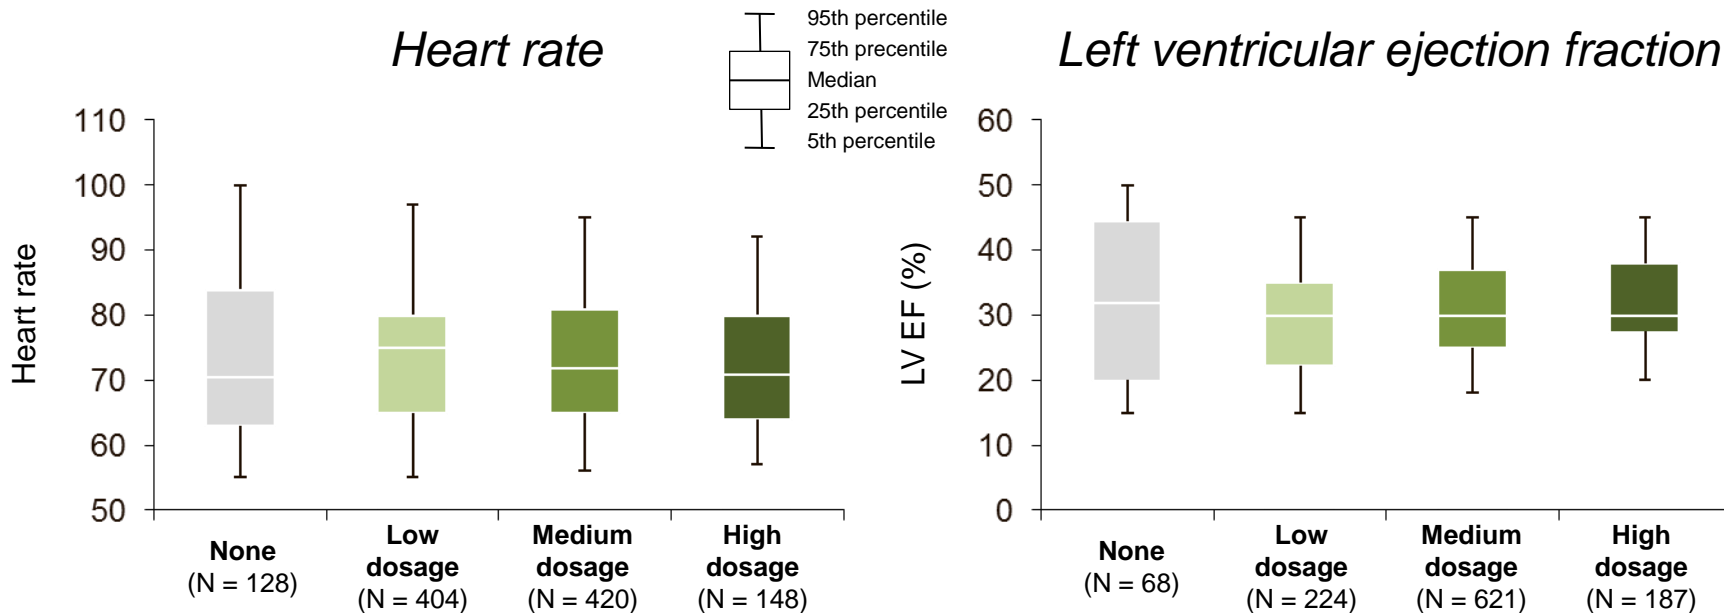 Heart rate
95th percentile
75th precentile
Median
25th percentile
5th percentile
Left ventricular ejection fraction
Heart rate
110
100
90
80
70
60
50
None
(N = 128)
Low
dosage
(N = 404)
Medium
dosage
(N = 420)
High
dosage
(N = 148)
LV EF (%)
60
50
40
30
20
10
0
None
(N = 68)
Low
dosage
(N = 224)
Medium
dosage
(N = 621)
High
dosage
(N = 187)